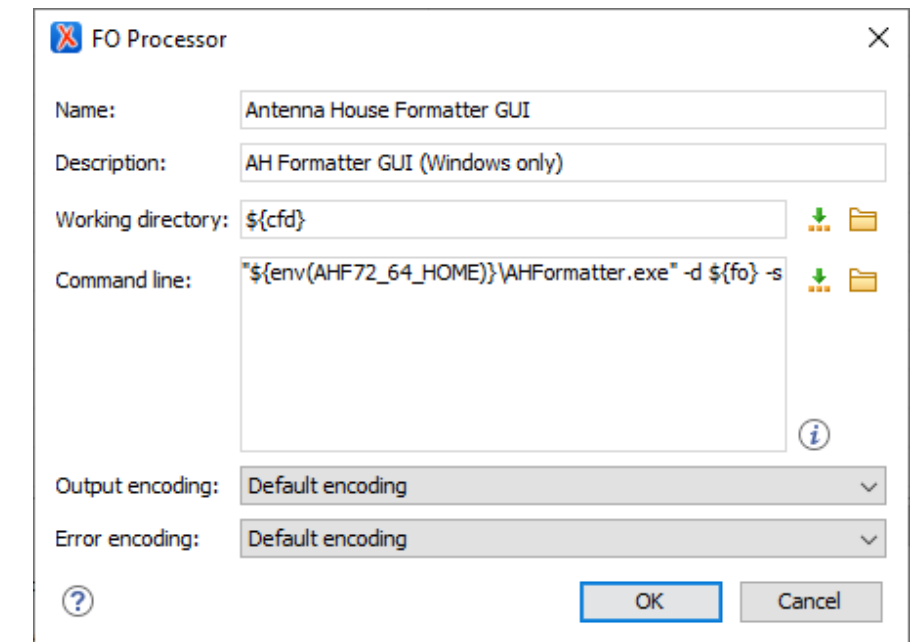 FO Processor
Name: Antenna House Formatter GUI
Description: AH Formatter GUI (Windows only)
Working directory: ${cfd}
Command line: "${env(AHF72_64_HOME)}\AHFormatter.exe" -d ${fo} -s
Output encoding: Default encoding
Error encoding: Default encoding
OK Cancel